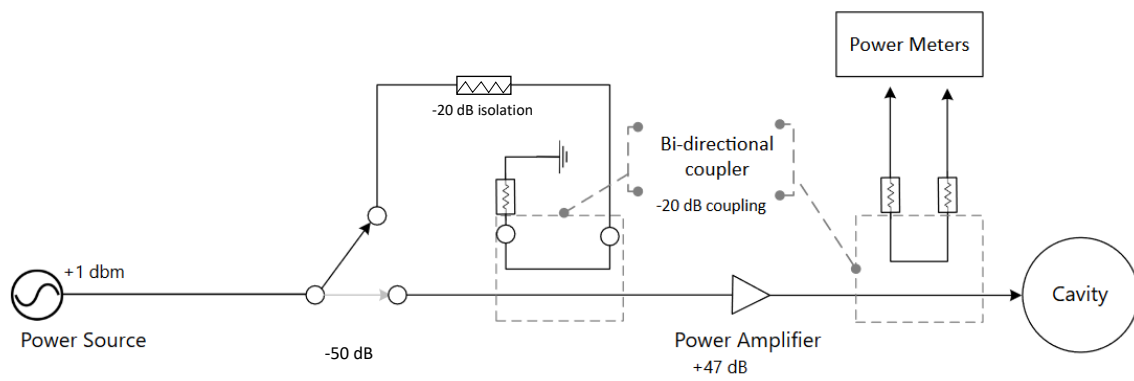 Power Meters
-20 dB isolation
Bi-directional
coupler
-20 dB coupling
+1 dbm
Cavity
Power Source
-50 dB
Power Amplifier
+47 dB